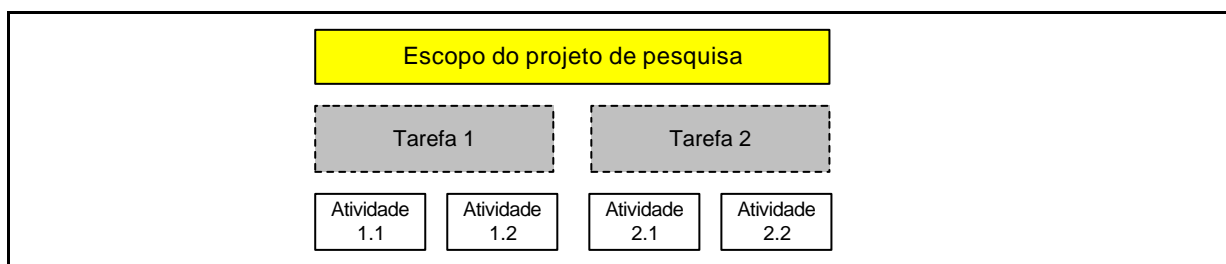 Escopo do projeto de pesquisa
Tarefa 1
Tarefa 2
Atividade
1.1
Atividade
1.2
Atividade
2.1
Atividade
2.2